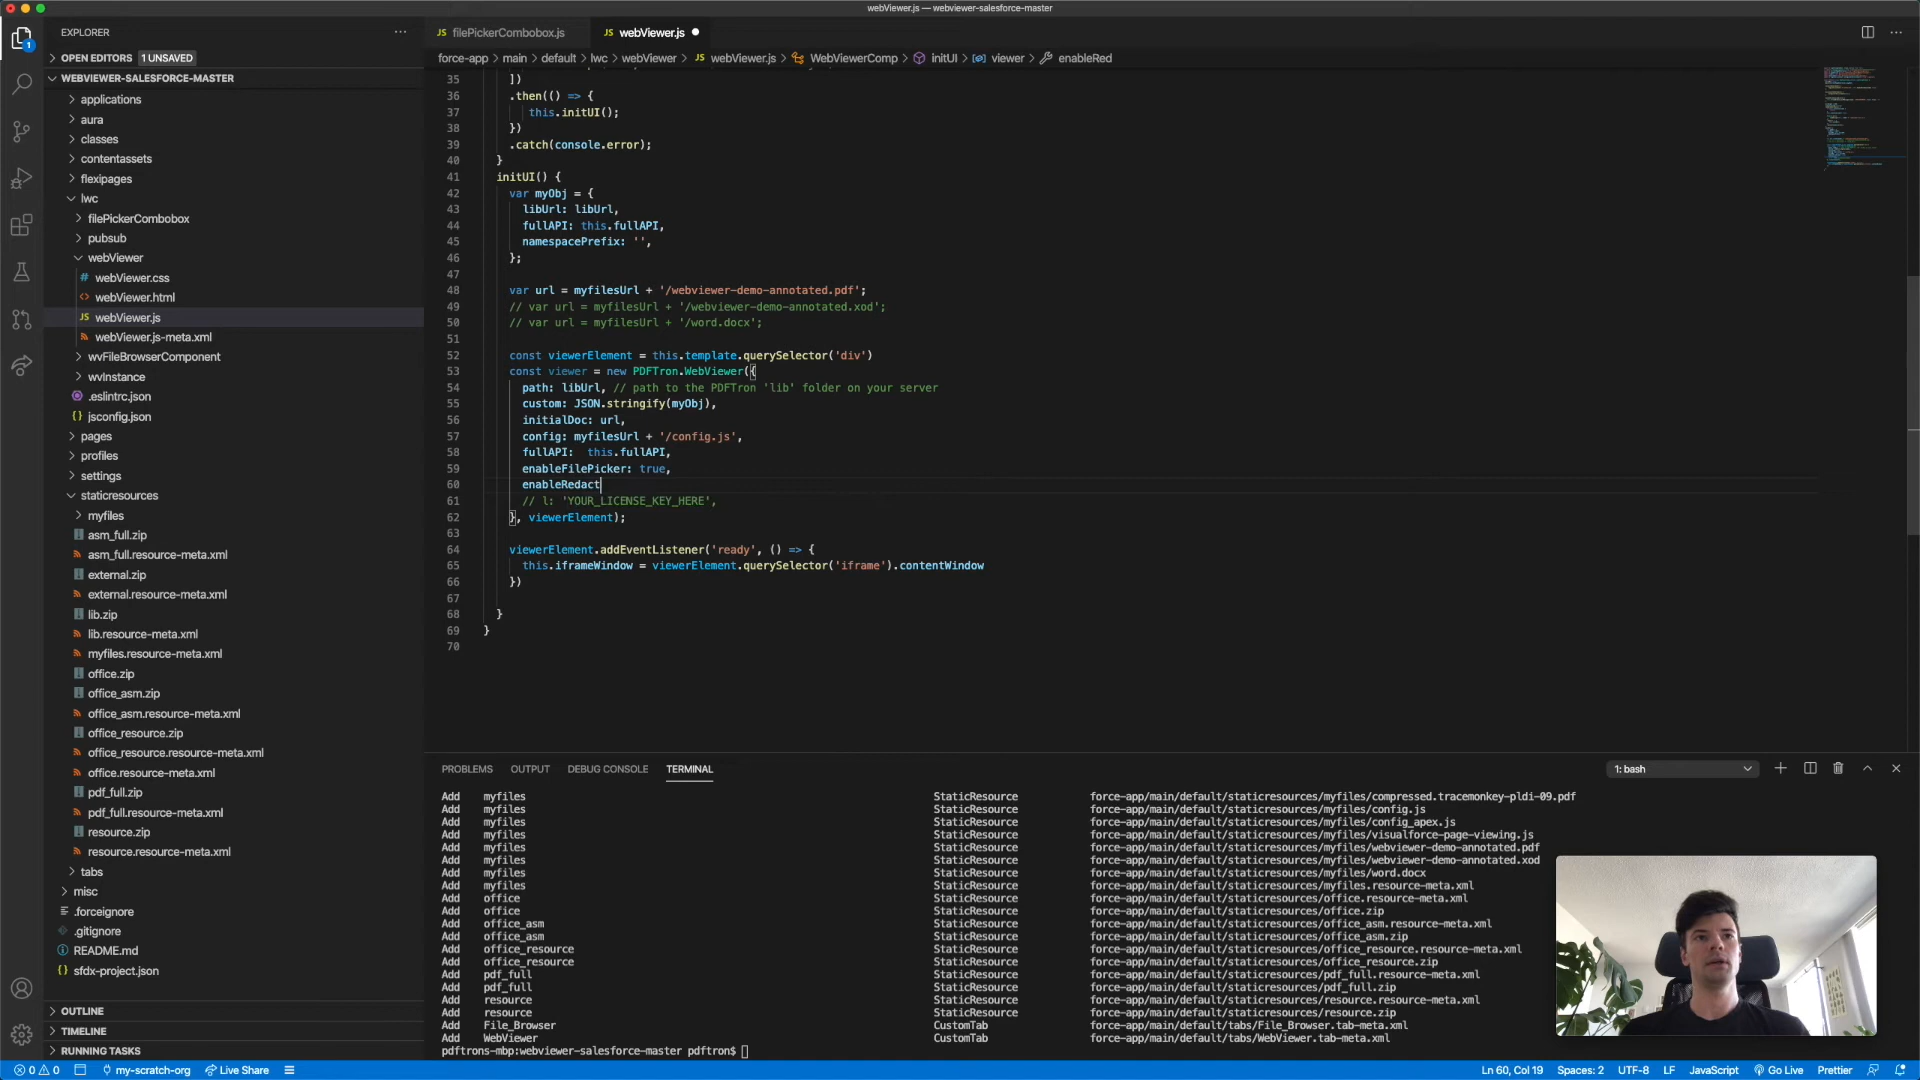 webViewer.js — webviewer-salesforce-master
EXPLORER
filePickerCombobox.js
webViewer.js
OPEN EDITORS 1 UNSAVED
force-app > main > default > lwc > webViewer > webViewer.js > WebViewerComp > initUI > viewer > enableRed
WEBVIEWER-SALESFORCE-MASTER
applications
aura
classes
contentassets
flexipages
lwc
filePickerCombobox
pubsub
webViewer
webViewer.css
webViewer.html
webViewer.js
webViewer.js-meta.xml
wvFileBrowserComponent
wvInstance
.eslintrc.json
jsconfig.json
pages
profiles
settings
staticresources
myfiles
asm_full.zip
asm_full.resource-meta.xml
external.zip
external.resource-meta.xml
lib.zip
lib.resource-meta.xml
myfiles.resource-meta.xml
office.zip
office_asm.zip
office_asm.resource-meta.xml
office_resource.zip
office_resource.resource-meta.xml
office.resource-meta.xml
pdf_full.zip
pdf_full.resource-meta.xml
resource.zip
resource.resource-meta.xml
tabs
misc
.forceignore
.gitignore
README.md
sfdx-project.json
OUTLINE
TIMELINE
RUNNING TASKS
35 ])
36 .then(() => {
37 this.initUI();
38 })
39 .catch(console.error);
40 }
41 initUI() {
42 var myObj = {
43 libUrl: libUrl,
44 fullAPI: this.fullAPI,
45 namespacePrefix: '',
46 };
47
48 var url = myfilesUrl + '/webviewer-demo-annotated.pdf';
49 // var url = myfilesUrl + '/webviewer-demo-annotated.xod';
50 // var url = myfilesUrl + '/word.docx';
51
52 const viewerElement = this.template.querySelector('div')
53 const viewer = new PDFTron.WebViewer({
54 path: libUrl, // path to the PDFTron 'lib' folder on your server
55 custom: JSON.stringify(myObj),
56 initialDoc: url,
57 config: myfilesUrl + '/config.js',
58 fullAPI: this.fullAPI,
59 enableFilePicker: true,
60 enableRedact
61 // l: 'YOUR_LICENSE_KEY_HERE',
62 }, viewerElement);
63
64 viewerElement.addEventListener('ready', () => {
65 this.iframeWindow = viewerElement.querySelector('iframe').contentWindow
66 })
67
68 }
69 }
70
PROBLEMS OUTPUT DEBUG CONSOLE TERMINAL 1: bash
Add myfiles StaticResource force-app/main/default/staticresources/myfiles/compressed.tracemonkey-pldi-09.pdf
Add myfiles StaticResource force-app/main/default/staticresources/myfiles/config.js
Add myfiles StaticResource force-app/main/default/staticresources/myfiles/config_apex.js
Add myfiles StaticResource force-app/main/default/staticresources/myfiles/visualforce-page-viewing.js
Add myfiles StaticResource force-app/main/default/staticresources/myfiles/webviewer-demo-annotated.pdf
Add myfiles StaticResource force-app/main/default/staticresources/myfiles/webviewer-demo-annotated.xod
Add myfiles StaticResource force-app/main/default/staticresources/myfiles/word.docx
Add myfiles StaticResource force-app/main/default/staticresources/myfiles.resource-meta.xml
Add office StaticResource force-app/main/default/staticresources/office.resource-meta.xml
Add office StaticResource force-app/main/default/staticresources/office.zip
Add office_asm StaticResource force-app/main/default/staticresources/office_asm.resource-meta.xml
Add office_asm StaticResource force-app/main/default/staticresources/office_asm.zip
Add office_resource StaticResource force-app/main/default/staticresources/office_resource.resource-meta.xml
Add office_resource StaticResource force-app/main/default/staticresources/office_resource.zip
Add pdf_full StaticResource force-app/main/default/staticresources/pdf_full.resource-meta.xml
Add pdf_full StaticResource force-app/main/default/staticresources/pdf_full.zip
Add resource StaticResource force-app/main/default/staticresources/resource.resource-meta.xml
Add resource StaticResource force-app/main/default/staticresources/resource.zip
Add File_Browser CustomTab force-app/main/default/tabs/File_Browser.tab-meta.xml
Add WebViewer CustomTab force-app/main/default/tabs/WebViewer.tab-meta.xml
pdftrons-mbp:webviewer-salesforce-master pdftron$
0 0 my-scratch-org Live Share Ln 60, Col 19 Spaces: 2 UTF-8 LF JavaScript Go Live Prettier